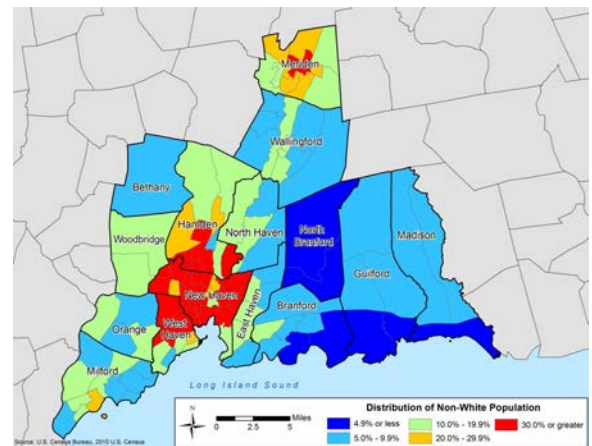 Meriden
Wallingford
Bethany
Hamden
Woodbridge
North Haven
North
Branford
Madison
Guilford
New Haven
East Haven
Branford
West
Haven
Orange
Milford
Long Island Sound
N
0 2.5 5
Miles
Distribution of Non-White Population
4.9% or less
10.0% - 19.9%
30.0% or greater
5.0% - 9.9%
20.0% - 29.9%
Source: U.S. Census Bureau, 2010 U.S. Census